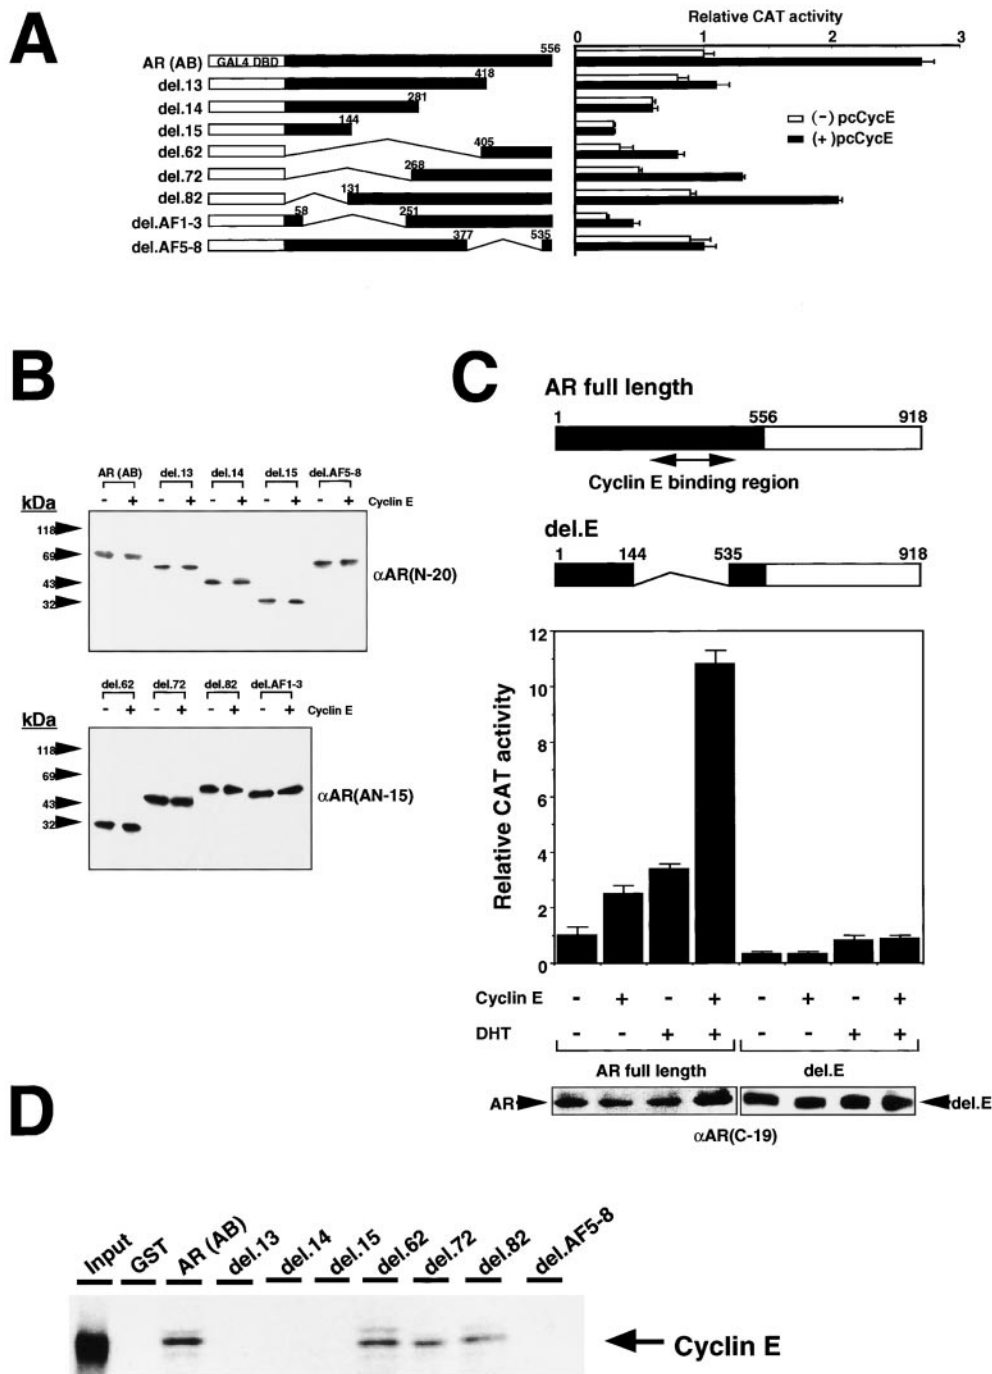 A
Relative CAT activity
0 1 2 3
AR (AB) GAL4 DBD 556
del.13 418
del.14 281
del.15 144
del.62 405
del.72 268
del.82 131
del.AF1-3 58 251
del.AF5-8 377 535
(-) pcCycE
(+) pcCycE
B
AR (AB) del.13 del.14 del.15 del.AF5-8
- + - + - + - + - + Cyclin E
kDa
118
69
43
32
αAR(N-20)
del.62 del.72 del.82 del.AF1-3
- + - + - + - + Cyclin E
kDa
118
69
43
32
αAR(AN-15)
C
AR full length
1 556 918
Cyclin E binding region
del.E
1 144 535 918
Relative CAT activity
12
10
8
6
4
2
0
Cyclin E - + - + - + - +
DHT - - + + - - + +
AR full length del.E
AR del.E
αAR(C-19)
D
Input GST AR (AB) del.13 del.14 del.15 del.62 del.72 del.82 del.AF5-8
Cyclin E